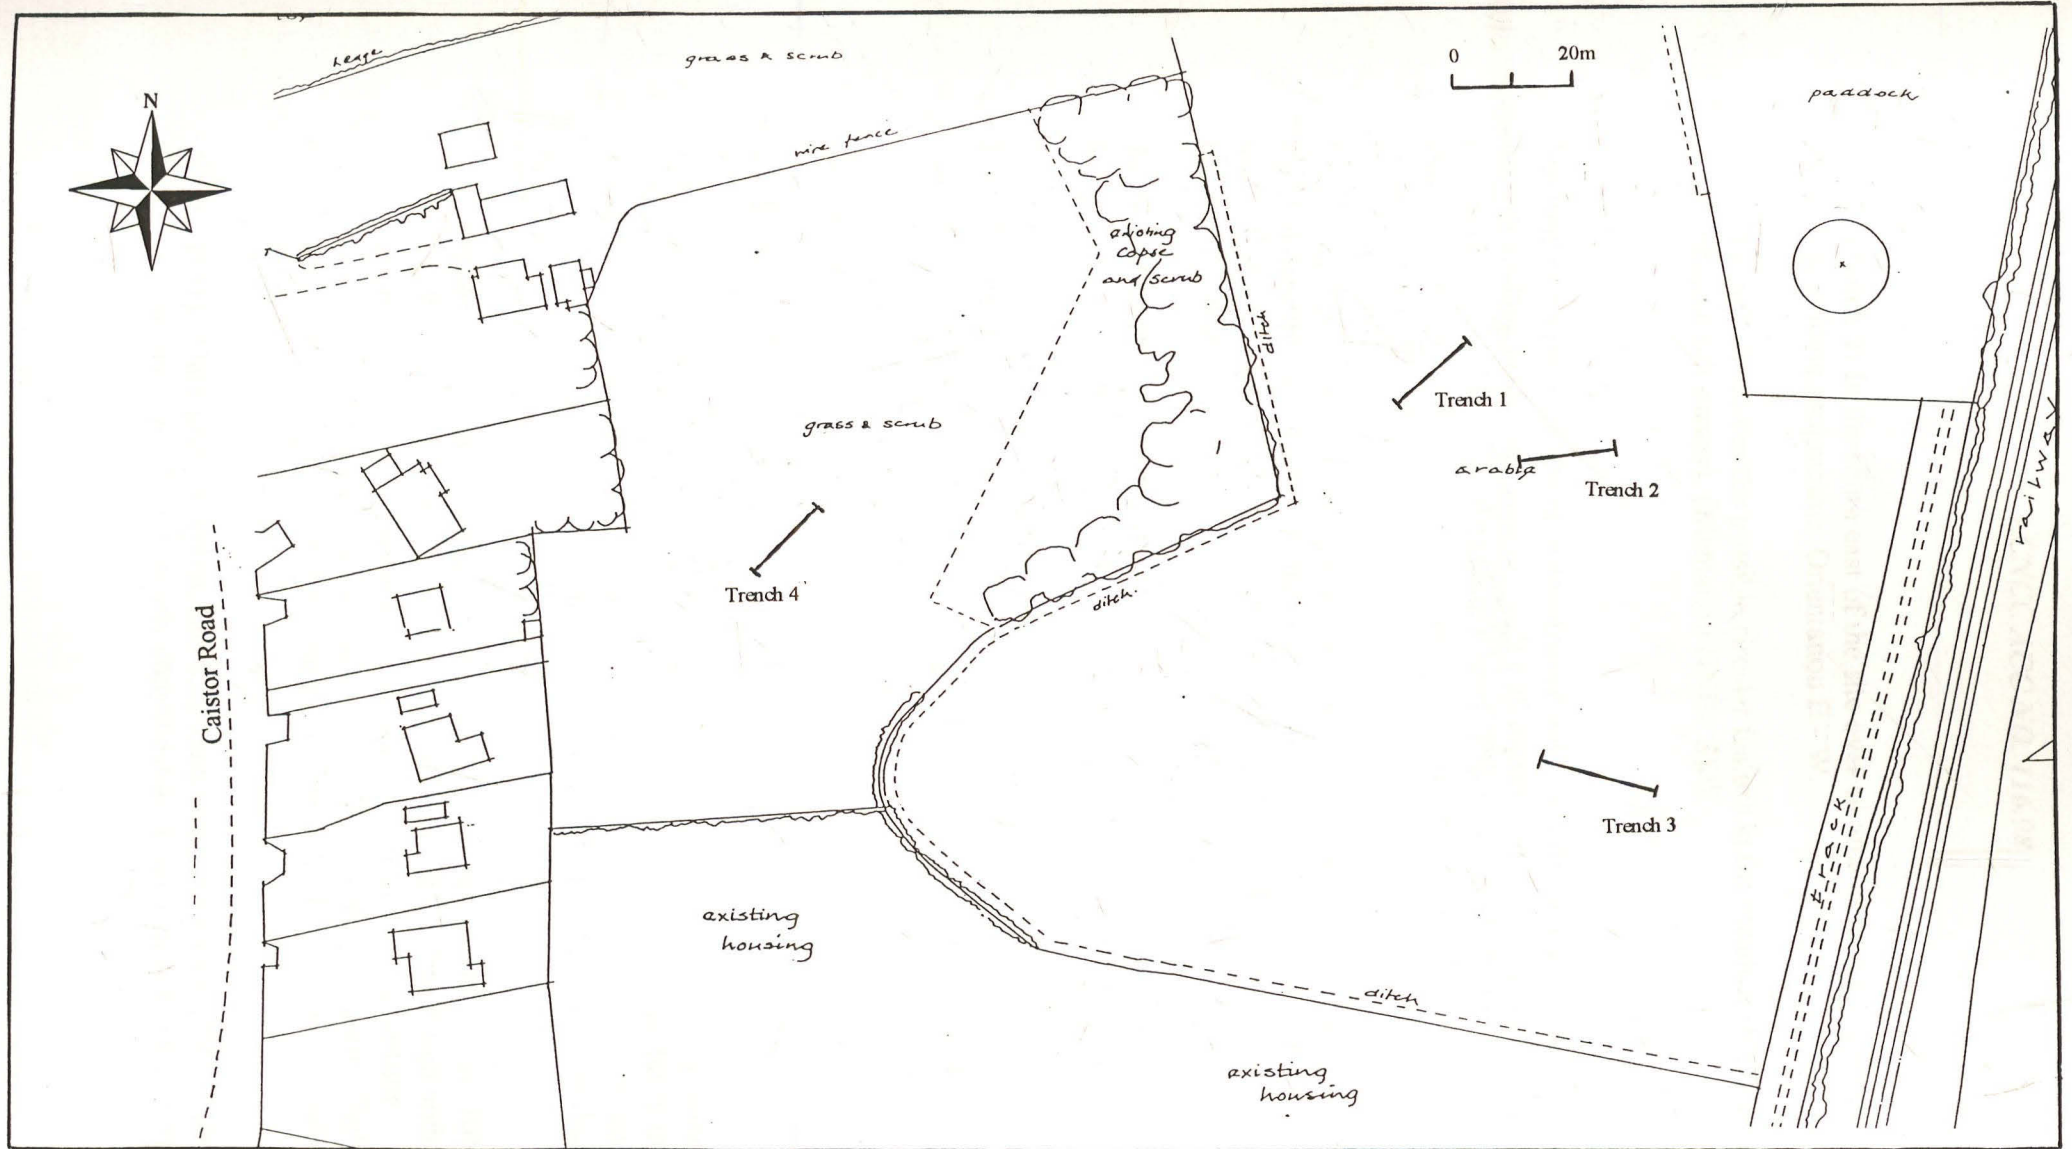 hedge
grass & scrub
0 20m
paddock
N
wire fence
existing
copse
and scrub
ditch
Trench 1
grass & scrub
arable
Trench 2
railway
Trench 4
ditch.
Caistor Road
Trench 3
track
existing
housing
ditch
existing
housing